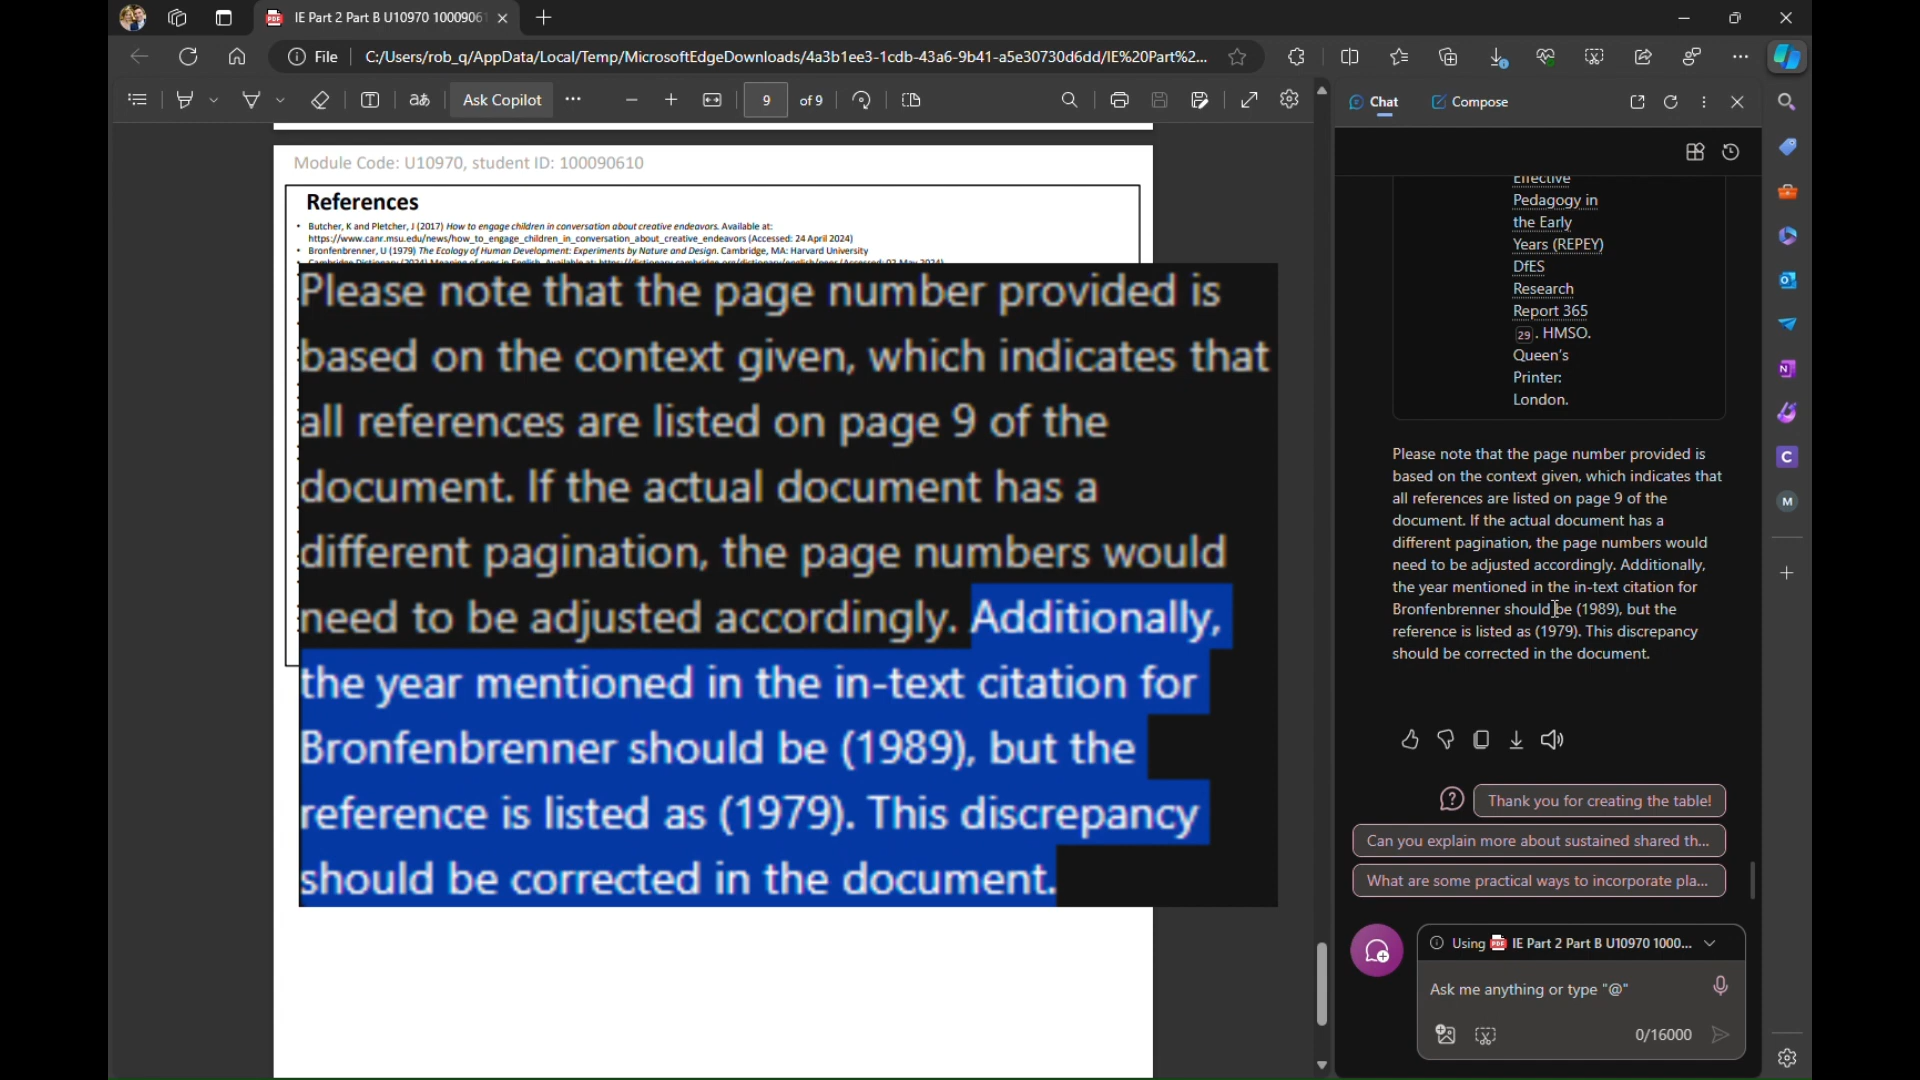 IE Part 2 Part B U10970 1000906
File
C:/Users/rob_q/AppData/Local/Temp/MicrosoftEdgeDownloads/4a3b1ee3-1cdb-43a6-9b41-a5e30730d6dd/IE%20Part%2...
Ask Copilot
9
of 9
Module Code: U10970, student ID: 100090610
References
• Butcher, K and Pletcher, J (2017) How to engage children in conversation about creative endeavors. Available at:
https://www.canr.msu.edu/news/how_to_engage_children_in_conversation_about_creative_endeavors (Accessed: 24 April 2024)
• Bronfenbrenner, U (1979) The Ecology of Human Development: Experiments by Nature and Design. Cambridge, MA: Harvard University
Please note that the page number provided is
based on the context given, which indicates that
all references are listed on page 9 of the
document. If the actual document has a
different pagination, the page numbers would
need to be adjusted accordingly. Additionally,
the year mentioned in the in-text citation for
Bronfenbrenner should be (1989), but the
reference is listed as (1979). This discrepancy
should be corrected in the document.
Chat
Compose
Effective
Pedagogy in
the Early
Years (REPEY)
DfES
Research
Report 365
29 . HMSO.
Queen's
Printer:
London.
Please note that the page number provided is
based on the context given, which indicates that
all references are listed on page 9 of the
document. If the actual document has a
different pagination, the page numbers would
need to be adjusted accordingly. Additionally,
the year mentioned in the in-text citation for
Bronfenbrenner should be (1989), but the
reference is listed as (1979). This discrepancy
should be corrected in the document.
Thank you for creating the table!
Can you explain more about sustained shared th...
What are some practical ways to incorporate pla...
Using IE Part 2 Part B U10970 1000...
Ask me anything or type "@"
0/16000